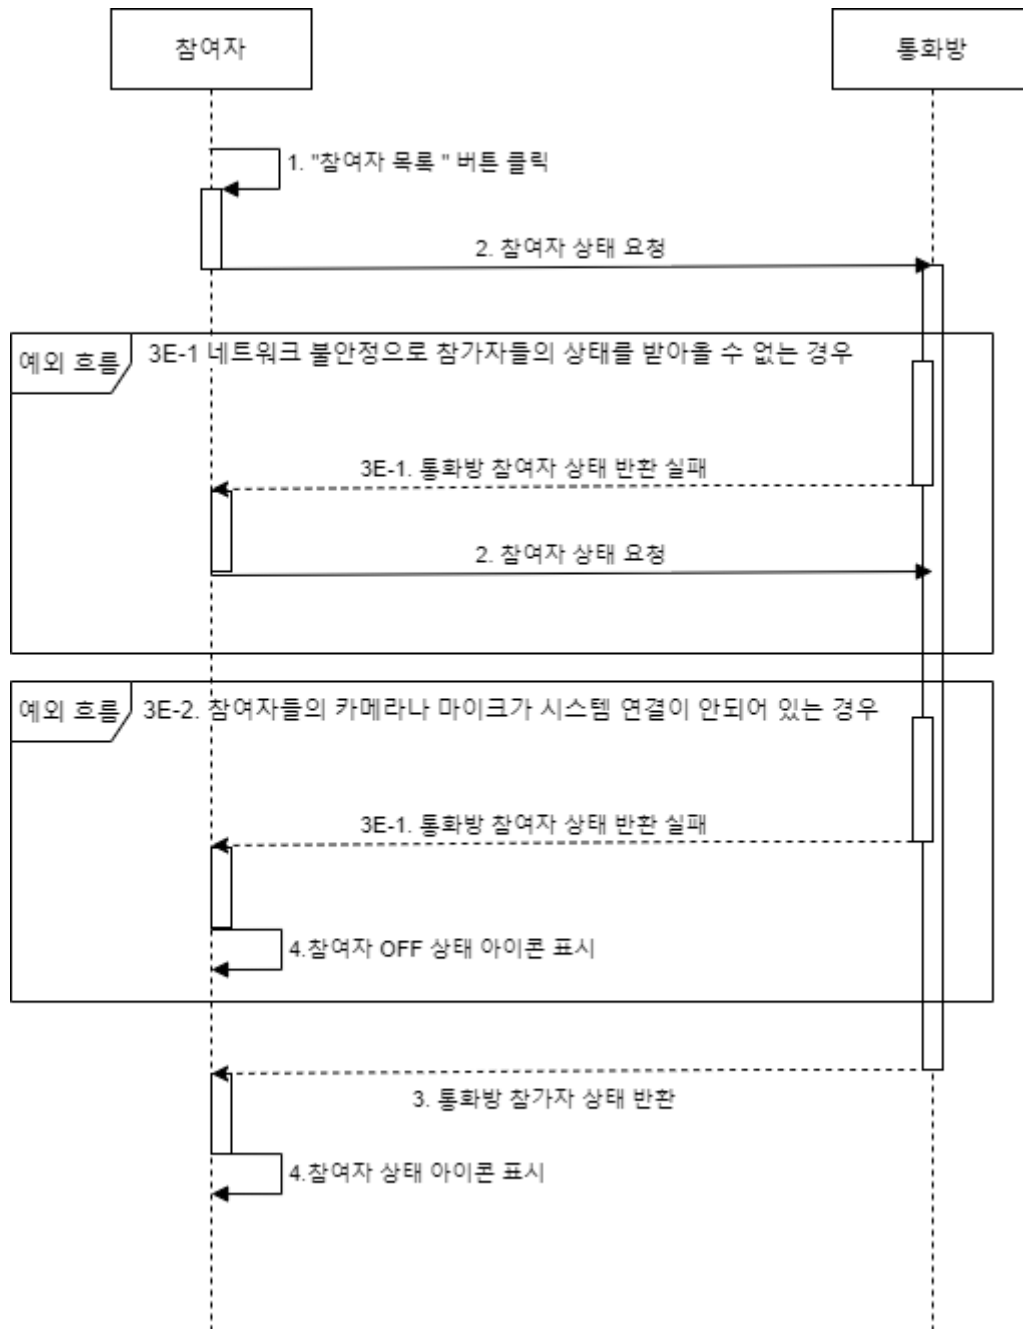 참여자
통화방
1. "참여자 목록 " 버튼 클릭
2. 참여자 상태 요청
예외 흐름
3E-1 네트워크 불안정으로 참가자들의 상태를 받아올 수 없는 경우
3E-1. 통화방 참여자 상태 반환 실패
2. 참여자 상태 요청
예외 흐름
3E-2. 참여자들의 카메라나 마이크가 시스템 연결이 안되어 있는 경우
3E-1. 통화방 참여자 상태 반환 실패
4.참여자 OFF 상태 아이콘 표시
3. 통화방 참가자 상태 반환
4.참여자 상태 아이콘 표시